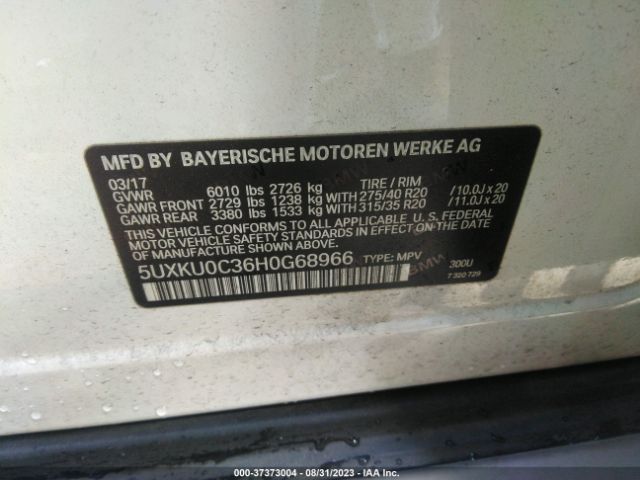 MFD BY BAYERISCHE MOTOREN WERKE AG
03/17
GVWR 6010 lbs 2726 kg TIRE / RIM
GAWR FRONT 2729 lbs 1238 kg WITH 275/40 R20 /10.0J x 20
GAWR REAR 3380 lbs 1533 kg WITH 315/35 R20 /11.0J x 20
THIS VEHICLE CONFORMS TO ALL APPLICABLE U. S. FEDERAL
MOTOR VEHICLE SAFETY STANDARDS IN EFFECT ON THE DATE OF
MANUFACTURE SHOWN ABOVE.
5UXKU0C36H0G68966 TYPE: MPV 300U
7 320 729
BMW
000-37373004 - 08/31/2023 - IAA Inc.